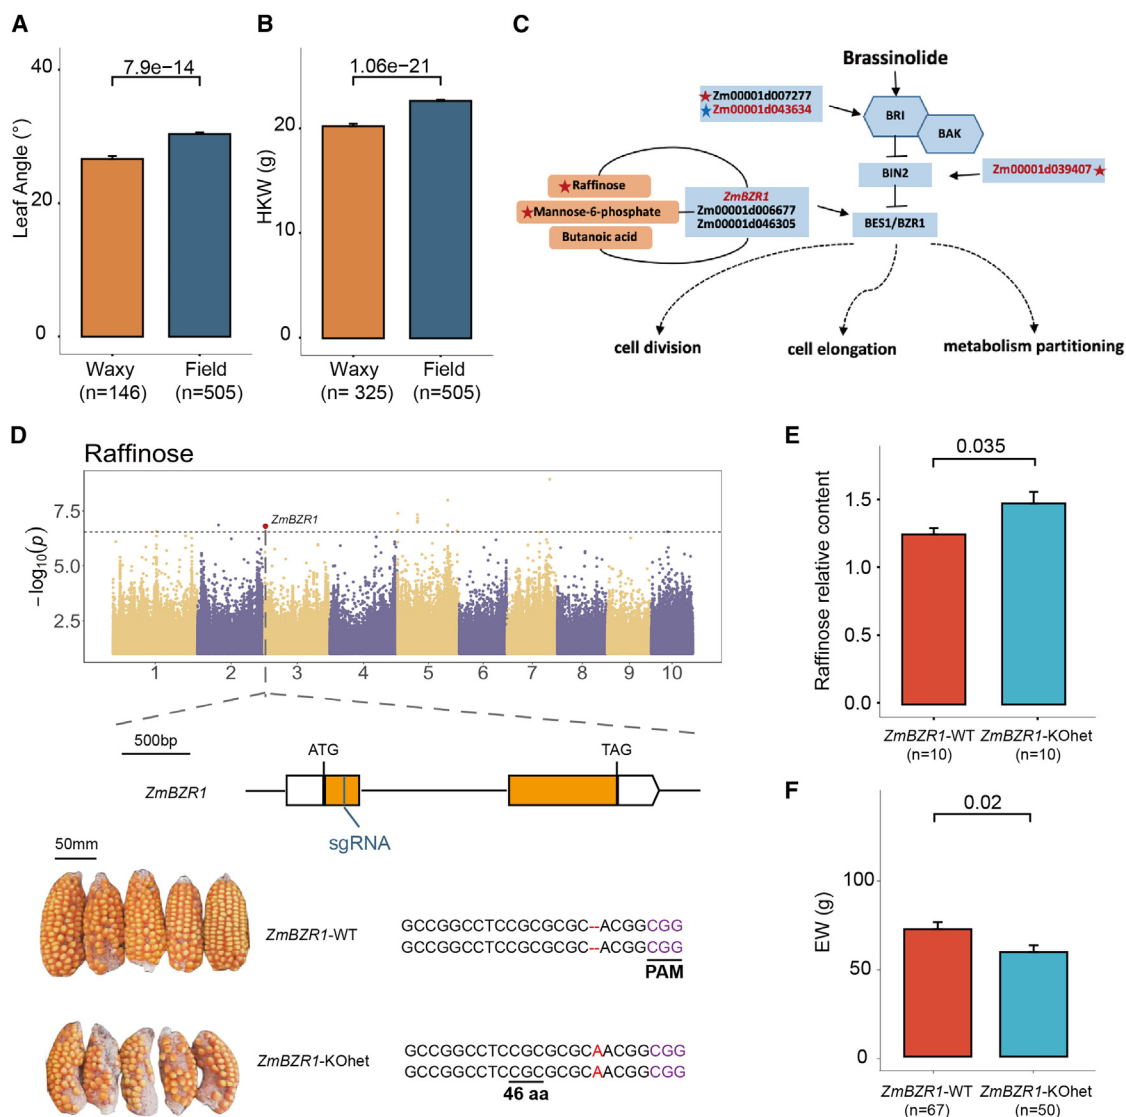 A
40
20
0
Leaf Angle (°)
7.9e−14
Waxy
(n=146)
Field
(n=505)
B
20
10
0
HKW (g)
1.06e−21
Waxy
(n= 325)
Field
(n=505)
C
Brassinolide
Zm00001d007277
Zm00001d043634
BRI
BAK
BIN2
Zm00001d039407
Raffinose
Mannose-6-phosphate
Butanoic acid
ZmBZR1
Zm00001d006677
Zm00001d046305
BES1/BZR1
cell division
cell elongation
metabolism partitioning
D
Raffinose
−log10(p)
7.5
5.0
2.5
ZmBZR1
1 2 3 4 5 6 7 8 9 10
500bp
ATG
TAG
ZmBZR1
sgRNA
50mm
ZmBZR1-WT
GCCGGCCTCCGCGCGC--ACGGCGG
GCCGGCCTCCGCGCGC--ACGGCGG
PAM
ZmBZR1-KOhet
GCCGGCCTCCGCGCGCAACGGCGG
GCCGGCCTCCGCGCGCAACGGCGG
46 aa
E
0.035
Raffinose relative content
1.5
1.0
0.5
0.0
ZmBZR1-WT
(n=10)
ZmBZR1-KOhet
(n=10)
F
0.02
EW (g)
100
50
0
ZmBZR1-WT
(n=67)
ZmBZR1-KOhet
(n=50)